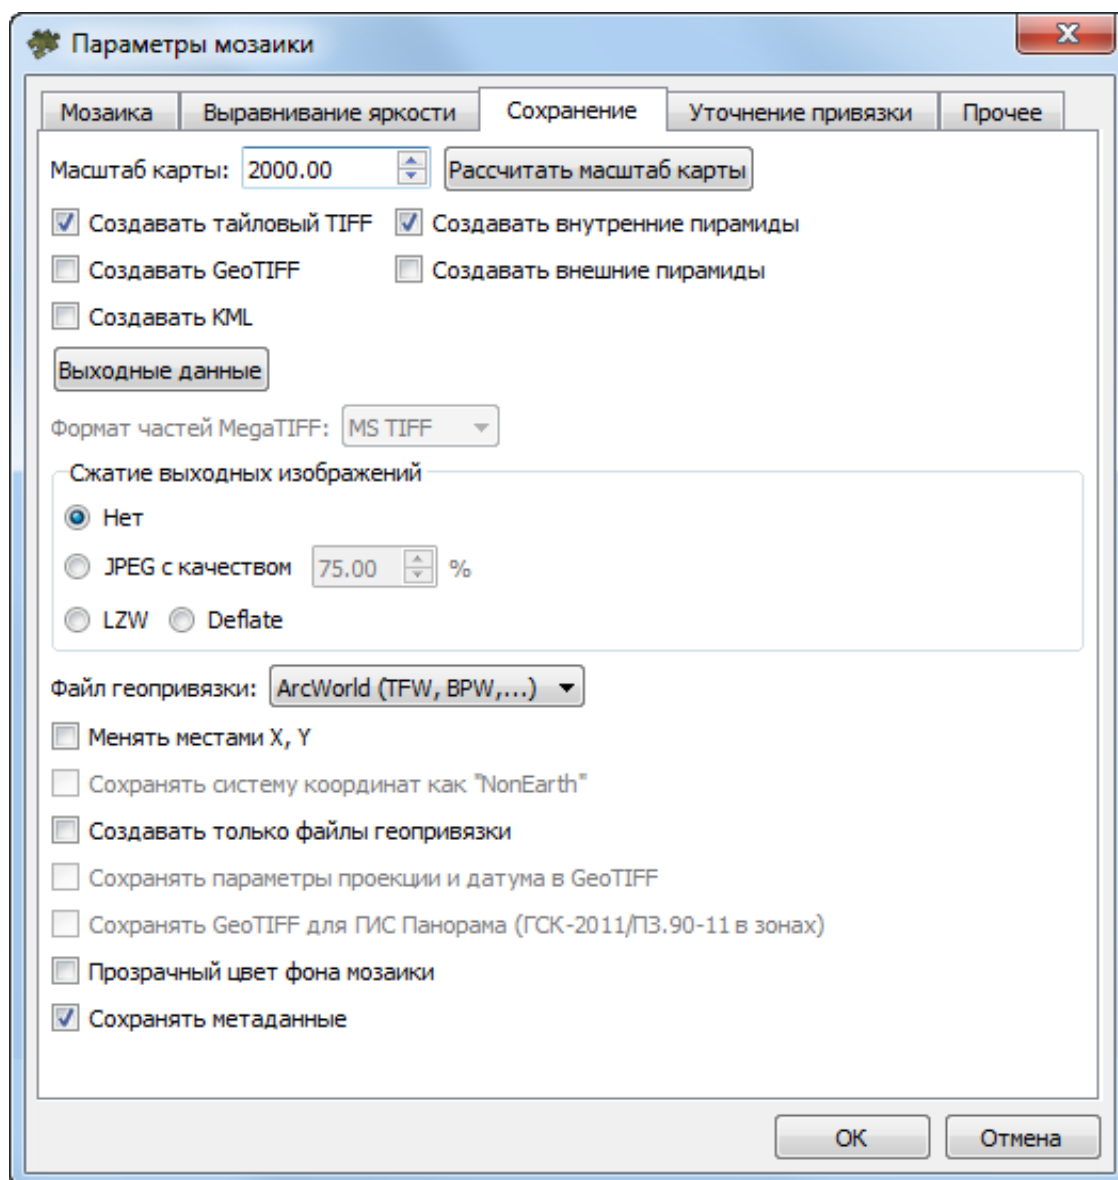 Параметры мозаики
Мозаика Выравнивание яркости Сохранение Уточнение привязки Прочее
Масштаб карты: 2000.00 Рассчитать масштаб карты
Создавать тайловый TIFF Создавать внутренние пирамиды
Создавать GeoTIFF Создавать внешние пирамиды
Создавать KML
Выходные данные
Формат частей MegaTIFF: MS TIFF
Сжатие выходных изображений
Нет
JPEG с качеством 75.00 %
LZW Deflate
Файл геопривязки: ArcWorld (TFW, BPW,...)
Менять местами X, Y
Сохранять систему координат как "NonEarth"
Создавать только файлы геопривязки
Сохранять параметры проекции и датума в GeoTIFF
Сохранять GeoTIFF для ГИС Панорама (ГСК-2011/ПЗ.90-11 в зонах)
Прозрачный цвет фона мозаики
Сохранять метаданные
OK Отмена